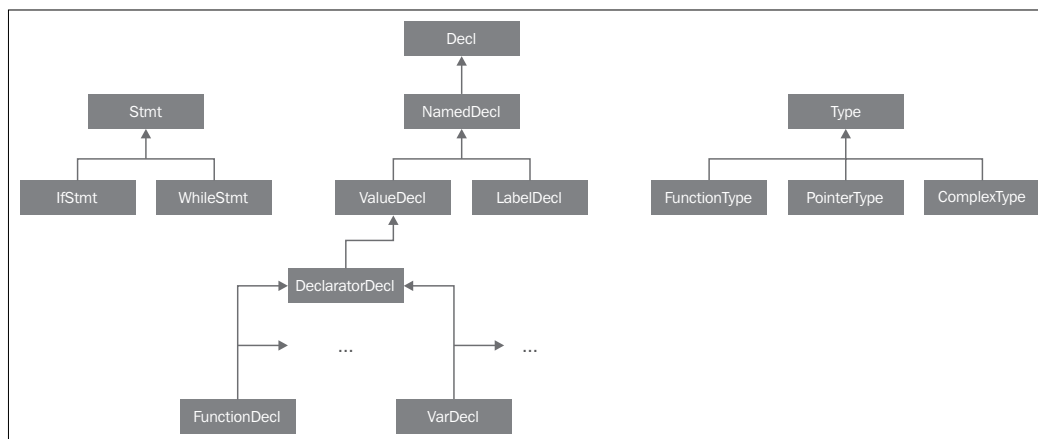 Decl
Stmt
NamedDecl
Type
IfStmt
WhileStmt
ValueDecl
LabelDecl
FunctionType
PointerType
ComplexType
DeclaratorDecl
...
...
FunctionDecl
VarDecl